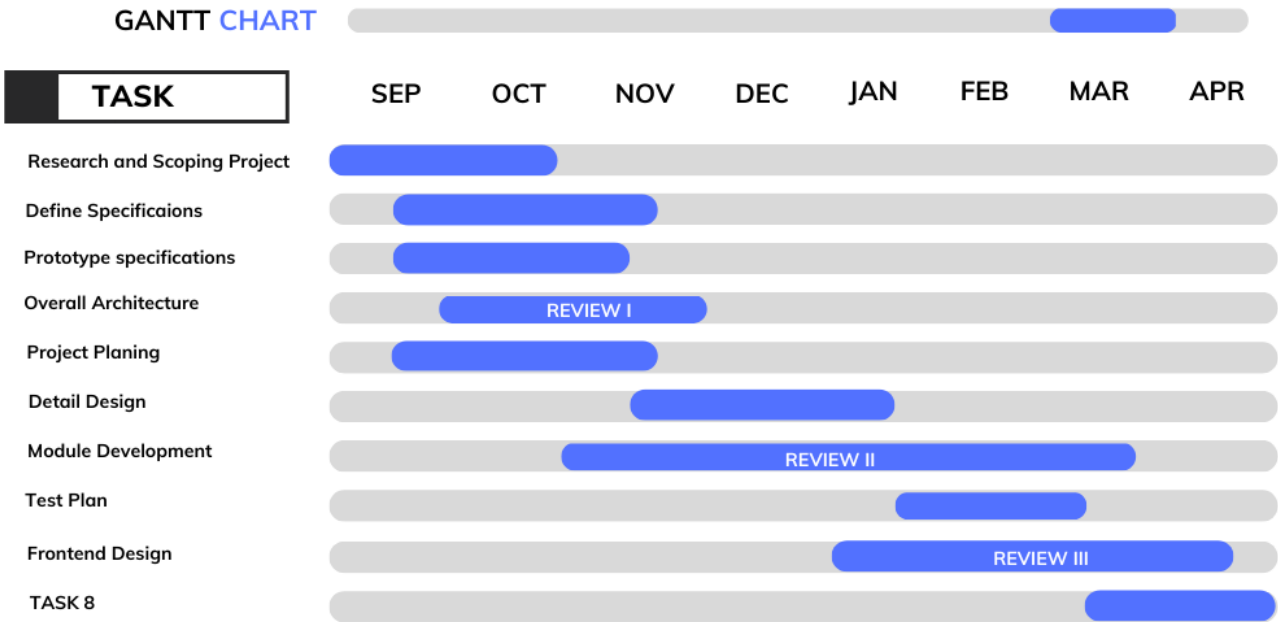 GANTT CHART
TASK SEP OCT NOV DEC JAN FEB MAR APR
Research and Scoping Project
Define Specificaions
Prototype specifications
Overall Architecture REVIEW I
Project Planing
Detail Design
Module Development REVIEW II
Test Plan
Frontend Design REVIEW III
TASK 8